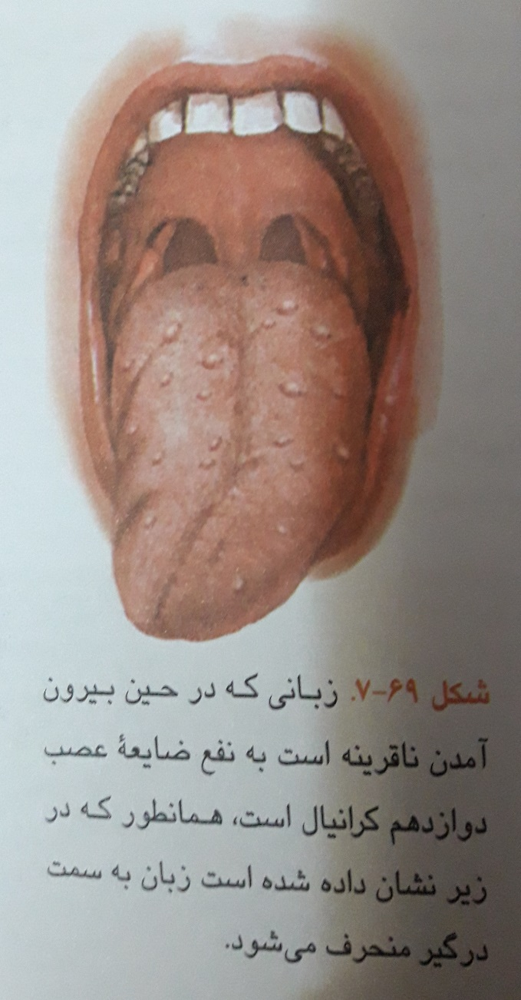 شکل ۶۹-۷. زبانی که در حین بیرون
آمدن ناقرینه است به نفع ضایعهٔ عصب
دوازدهم کرانیال است، همانطور که در
زیر نشان داده شده است زبان به سمت
درگیر منحرف می‌شود.